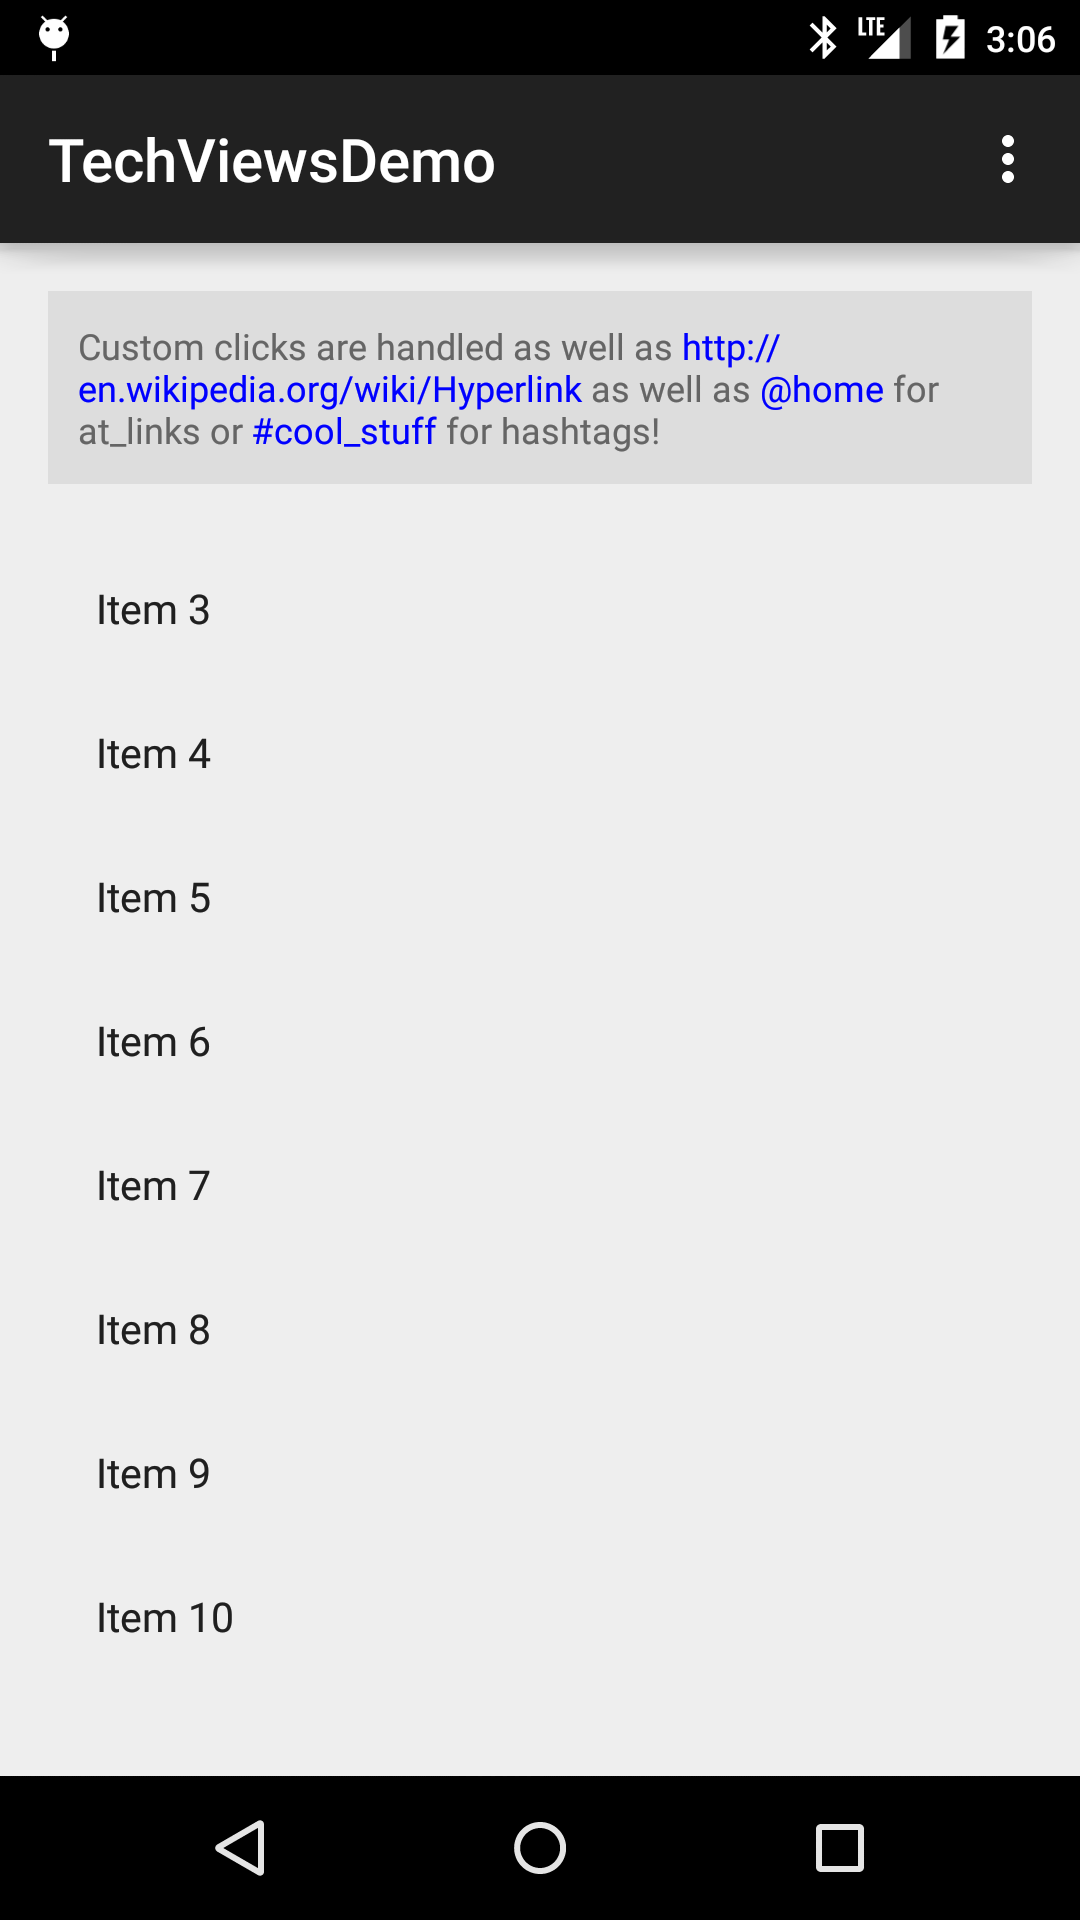 LTE 3:06
TechViewsDemo
Custom clicks are handled as well as http://
en.wikipedia.org/wiki/Hyperlink as well as @home for
at_links or #cool_stuff for hashtags!
Item 3
Item 4
Item 5
Item 6
Item 7
Item 8
Item 9
Item 10